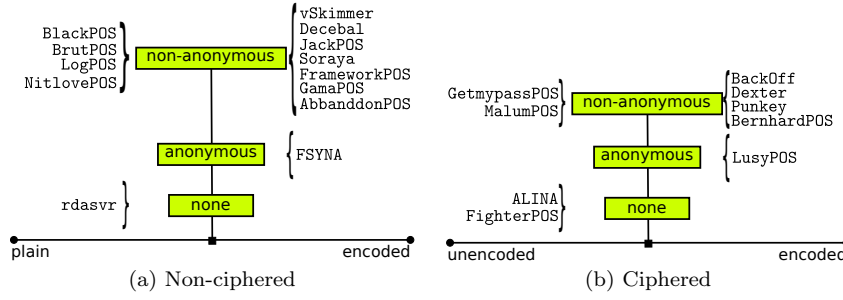 BlackPOS
BrutPOS
LogPOS
NitlovePOS
non-anonymous
vSkimmer
Decebal
JackPOS
Soraya
FrameworkPOS
GamaPOS
AbbanddonPOS
anonymous
FSYNA
rdasvr
none
plain
encoded
(a) Non-ciphered
GetmypassPOS
MalumPOS
non-anonymous
BackOff
Dexter
Punkey
BernhardPOS
anonymous
LusyPOS
ALINA
FighterPOS
none
unencoded
encoded
(b) Ciphered